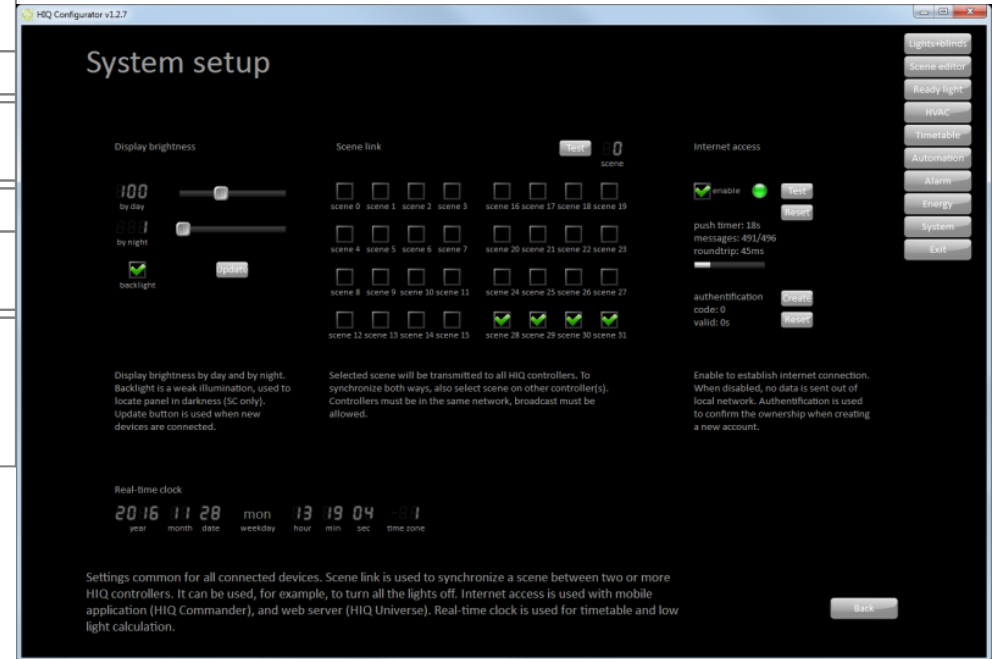 HIQ Configurator v1.2.7
System setup
Lights+blinds
Scene editor
Ready light
HVAC
Timetable
Automation
Alarm
Energy
System
Exit
Display brightness
100
by day
1
by night
backlight
Update
Scene link
Test
0
scene
scene 0 scene 1 scene 2 scene 3 scene 16 scene 17 scene 18 scene 19
scene 4 scene 5 scene 6 scene 7 scene 20 scene 21 scene 22 scene 23
scene 8 scene 9 scene 10 scene 11 scene 24 scene 25 scene 26 scene 27
scene 12 scene 13 scene 14 scene 15 scene 28 scene 29 scene 30 scene 31
Internet access
enable
Test
Reset
push timer: 18s
messages: 491/496
roundtrip: 45ms
authentification
Create
code: 0
valid: 0s
Reset
Display brightness by day and by night.
Backlight is a weak illumination, used to
locate panel in darkness (SC only).
Update button is used when new
devices are connected.
Selected scene will be transmitted to all HIQ controllers. To
synchronize both ways, also select scene on other controller(s).
Controllers must be in the same network, broadcast must be
allowed.
Enable to establish internet connection.
When disabled, no data is sent out of
local network. Authentification is used
to confirm the ownership when creating
a new account.
Real-time clock
2016 11 28 mon 13 19 04 1
year month date weekday hour min sec time zone
Settings common for all connected devices. Scene link is used to synchronize a scene between two or more
HIQ controllers. It can be used, for example, to turn all the lights off. Internet access is used with mobile
application (HIQ Commander), and web server (HIQ Universe). Real-time clock is used for timetable and low
light calculation.
Back